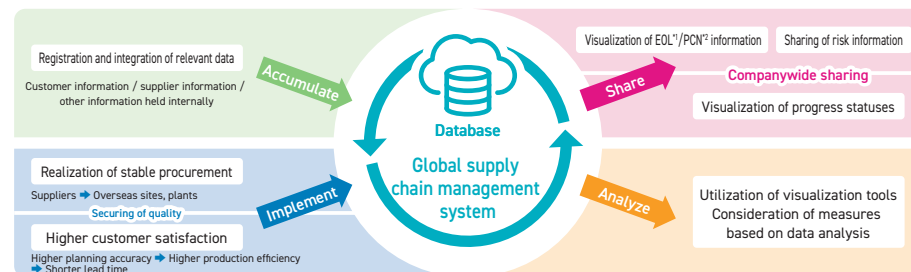 Registration and integration of relevant data
Customer information / supplier information /
other information held internally
Accumulate
Realization of stable procurement
Suppliers ➡ Overseas sites, plants
Securing of quality
Higher customer satisfaction
Higher planning accuracy ➡ Higher production efficiency
➡ Shorter lead time
Implement
Database
Global supply
chain management
system
Share
Visualization of EOL*1/PCN*2 information
Sharing of risk information
Companywide sharing
Visualization of progress statuses
Analyze
Utilization of visualization tools
Consideration of measures
based on data analysis